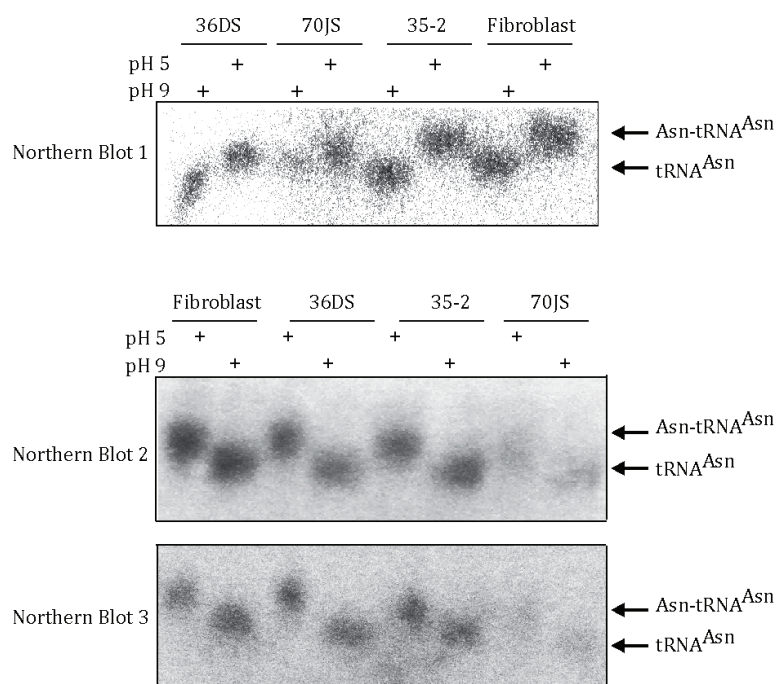 36DS 70JS 35-2 Fibroblast
pH 5 + + + +
pH 9 + + + +
Northern Blot 1
Asn-tRNAAsn
tRNAAsn
Fibroblast 36DS 35-2 70JS
pH 5 + + + +
pH 9 + + + +
Northern Blot 2
Asn-tRNAAsn
tRNAAsn
Northern Blot 3
Asn-tRNAAsn
tRNAAsn